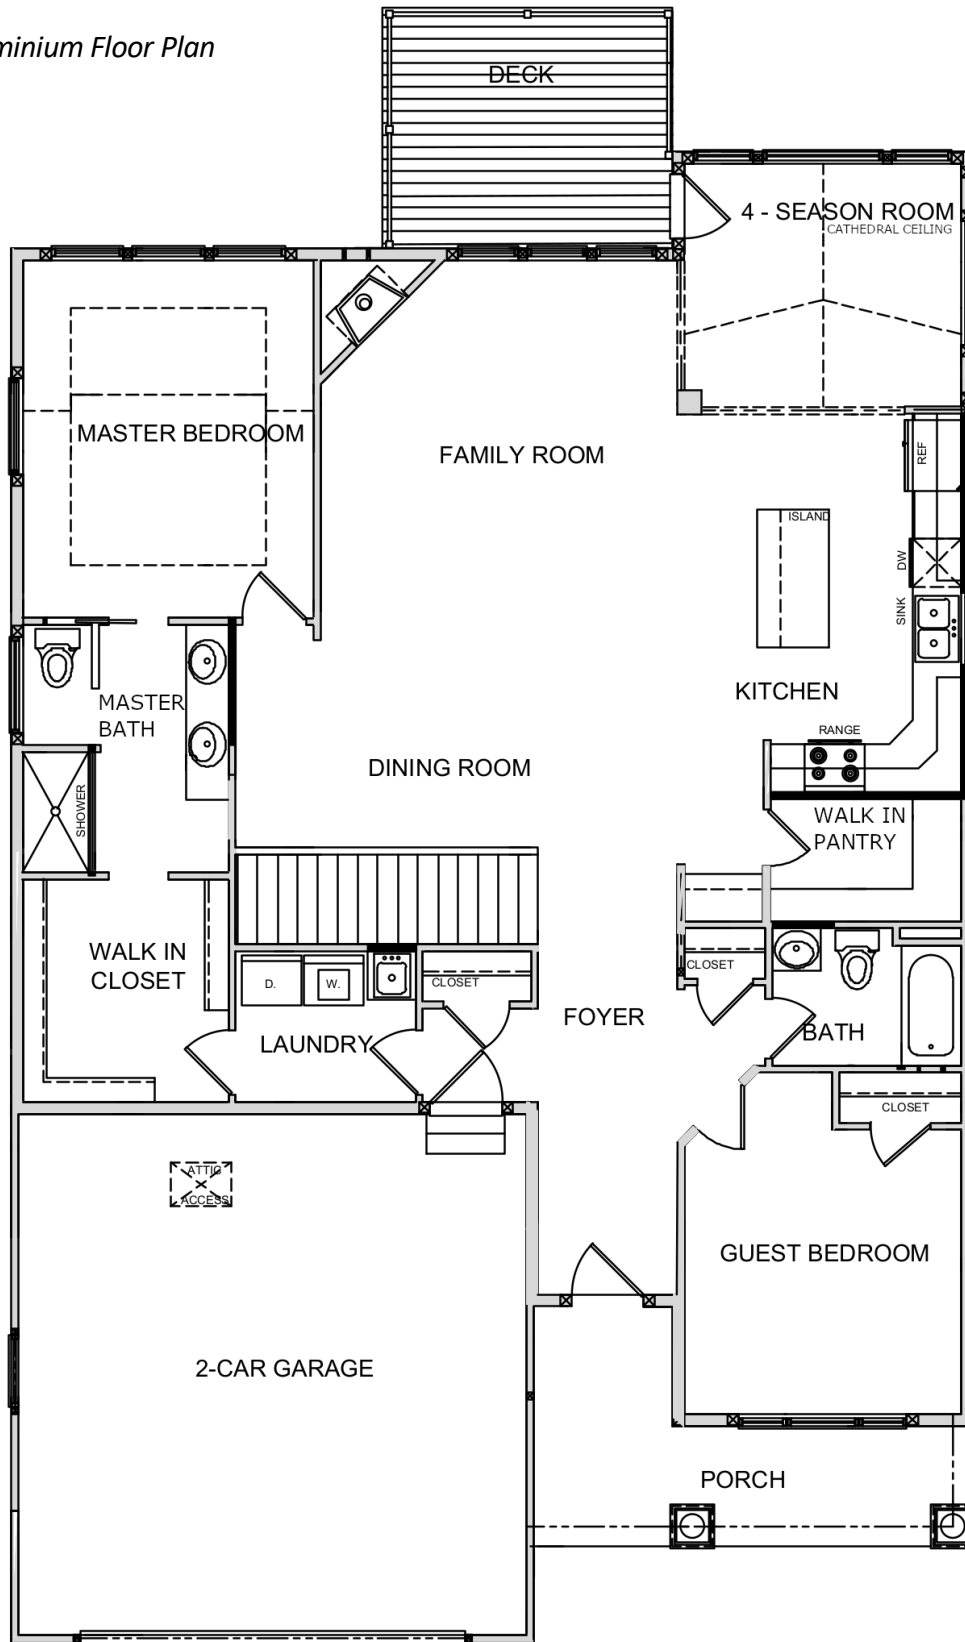 minium Floor Plan
DECK
4 - SEASON ROOM
CATHEDRAL CEILING
MASTER BEDROOM
FAMILY ROOM
REF
ISLAND
DW
SINK
KITCHEN
MASTER
BATH
RANGE
DINING ROOM
SHOWER
WALK IN
PANTRY
WALK IN
CLOSET
D.
W.
CLOSET
CLOSET
FOYER
BATH
LAUNDRY
CLOSET
ATTIC
ACCESS
GUEST BEDROOM
2-CAR GARAGE
PORCH